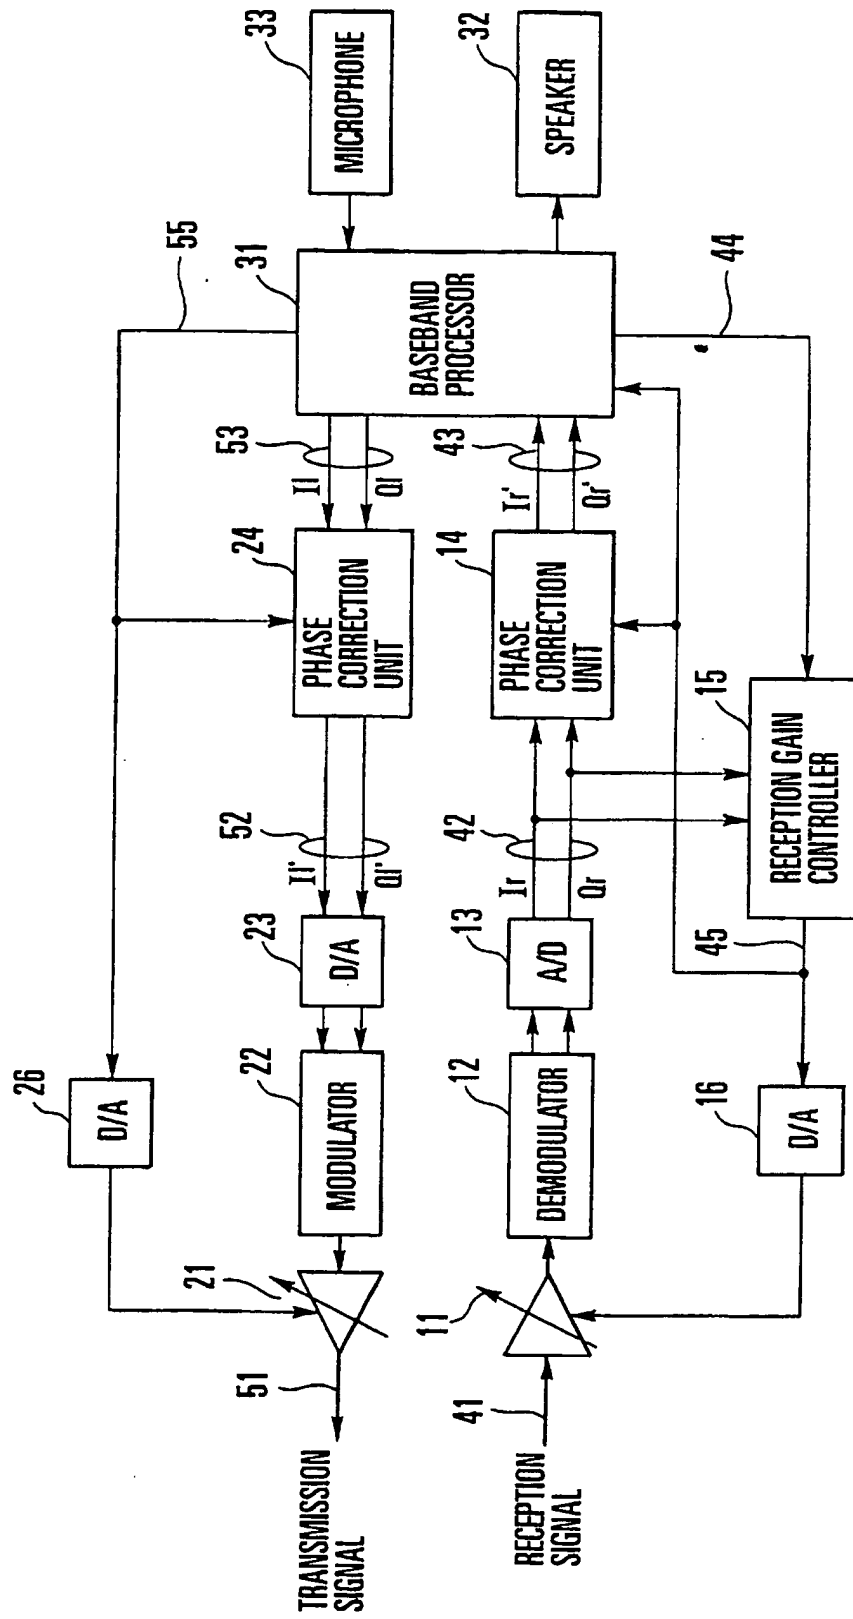 33
MICROPHONE
32
SPEAKER
55
31
BASEBAND
PROCESSOR
44
53
Il
Ql
43
Ir'
Qr'
24
PHASE
CORRECTION
UNIT
14
PHASE
CORRECTION
UNIT
15
RECEPTION GAIN
CONTROLLER
52
Il'
Ql'
42
Ir
Qr
45
23
D/A
13
A/D
26
D/A
22
MODULATOR
12
DEMODULATOR
16
D/A
21
11
51
41
TRANSMISSION
SIGNAL
RECEPTION
SIGNAL